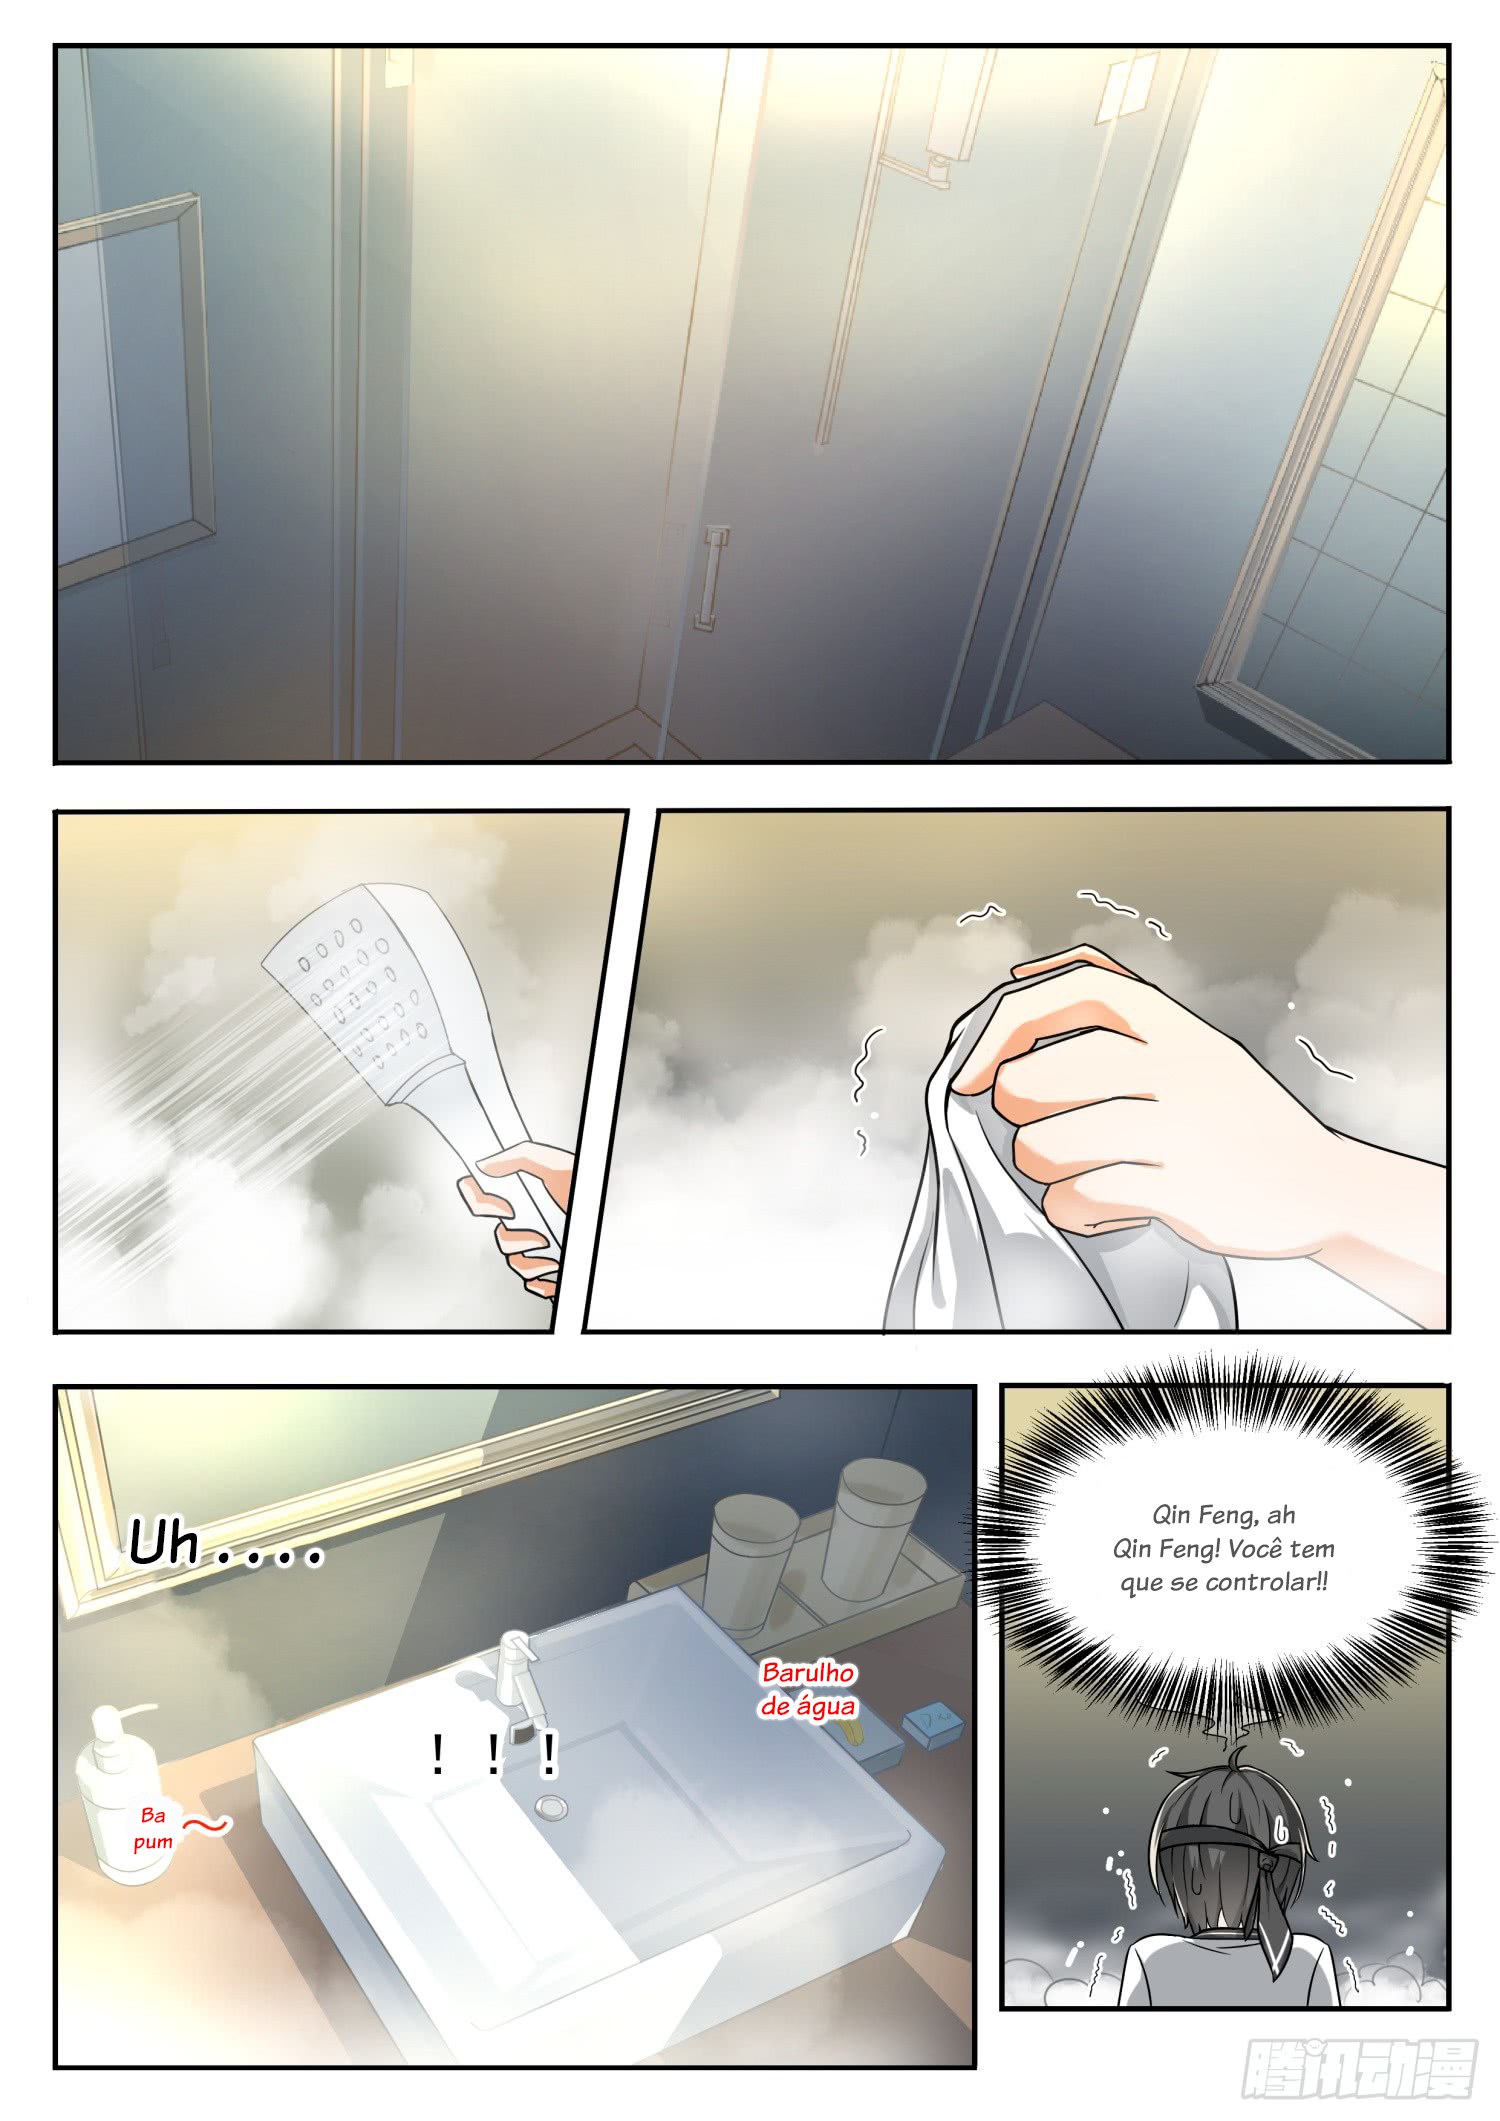 Uh....
! ! !
Barulho
de água
Ba
pum
Qin Feng, ah
Qin Feng! Você tem
que se controlar!!
腾讯动漫